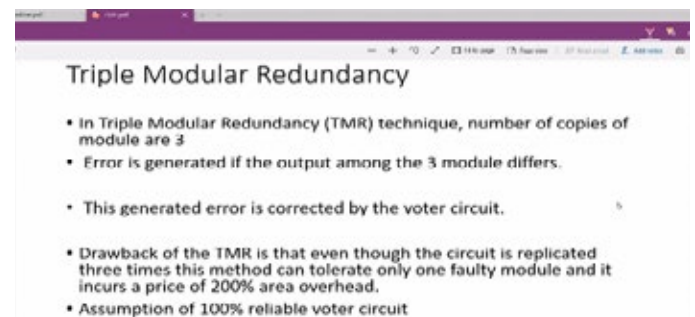 Triple Modular Redundancy
• In Triple Modular Redundancy (TMR) technique, number of copies of
module are 3
• Error is generated if the output among the 3 module differs.
• This generated error is corrected by the voter circuit.
• Drawback of the TMR is that even though the circuit is replicated
three times this method can tolerate only one faulty module and it
incurs a price of 200% area overhead.
• Assumption of 100% reliable voter circuit